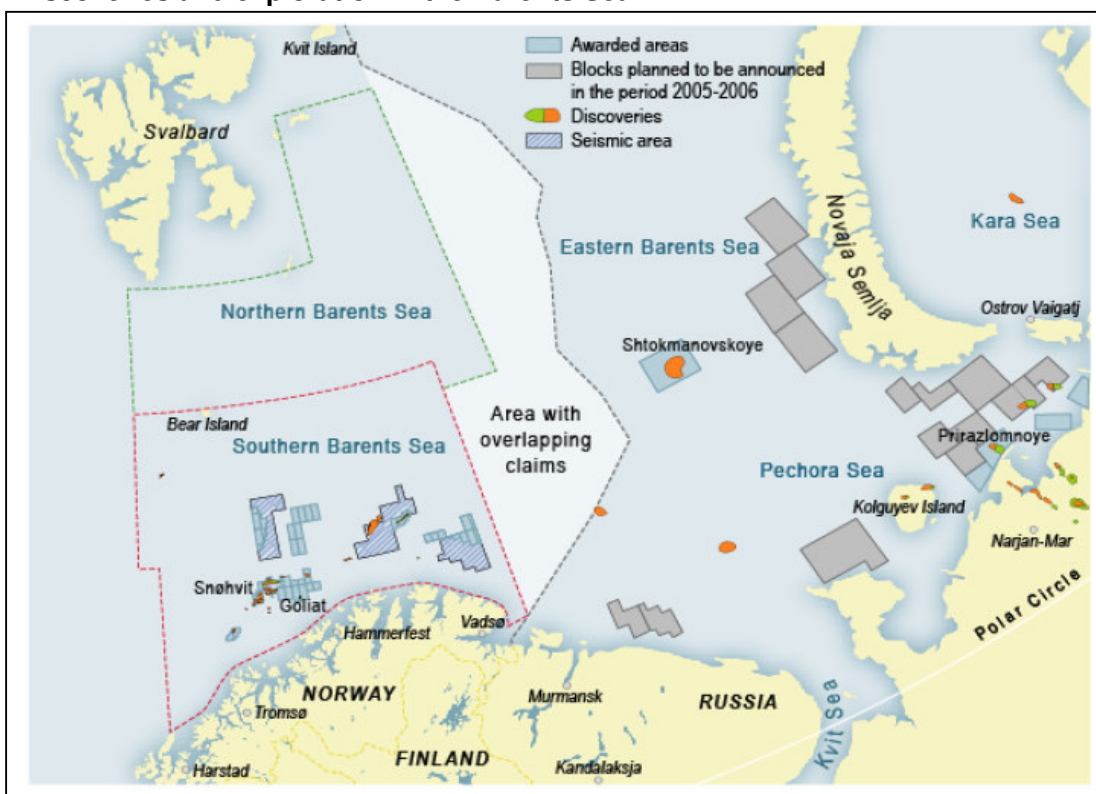 Kvit Island
Awarded areas
Blocks planned to be announced
in the period 2005-2006
Discoveries
Seismic area
Svalbard
Novaja Semlja
Kara Sea
Eastern Barents Sea
Northern Barents Sea
Ostrov Vaigatj
Shtokmanovskoye
Area with
overlapping
claims
Bear Island
Southern Barents Sea
Prirazlomnoye
Pechora Sea
Kolguyev Island
Narjan-Mar
Snøhvit
Goliat
Polar Circle
Hammerfest
Vadsø
NORWAY
Murmansk
RUSSIA
Kvit Sea
Tromsø
FINLAND
Harstad
Kandalaksja